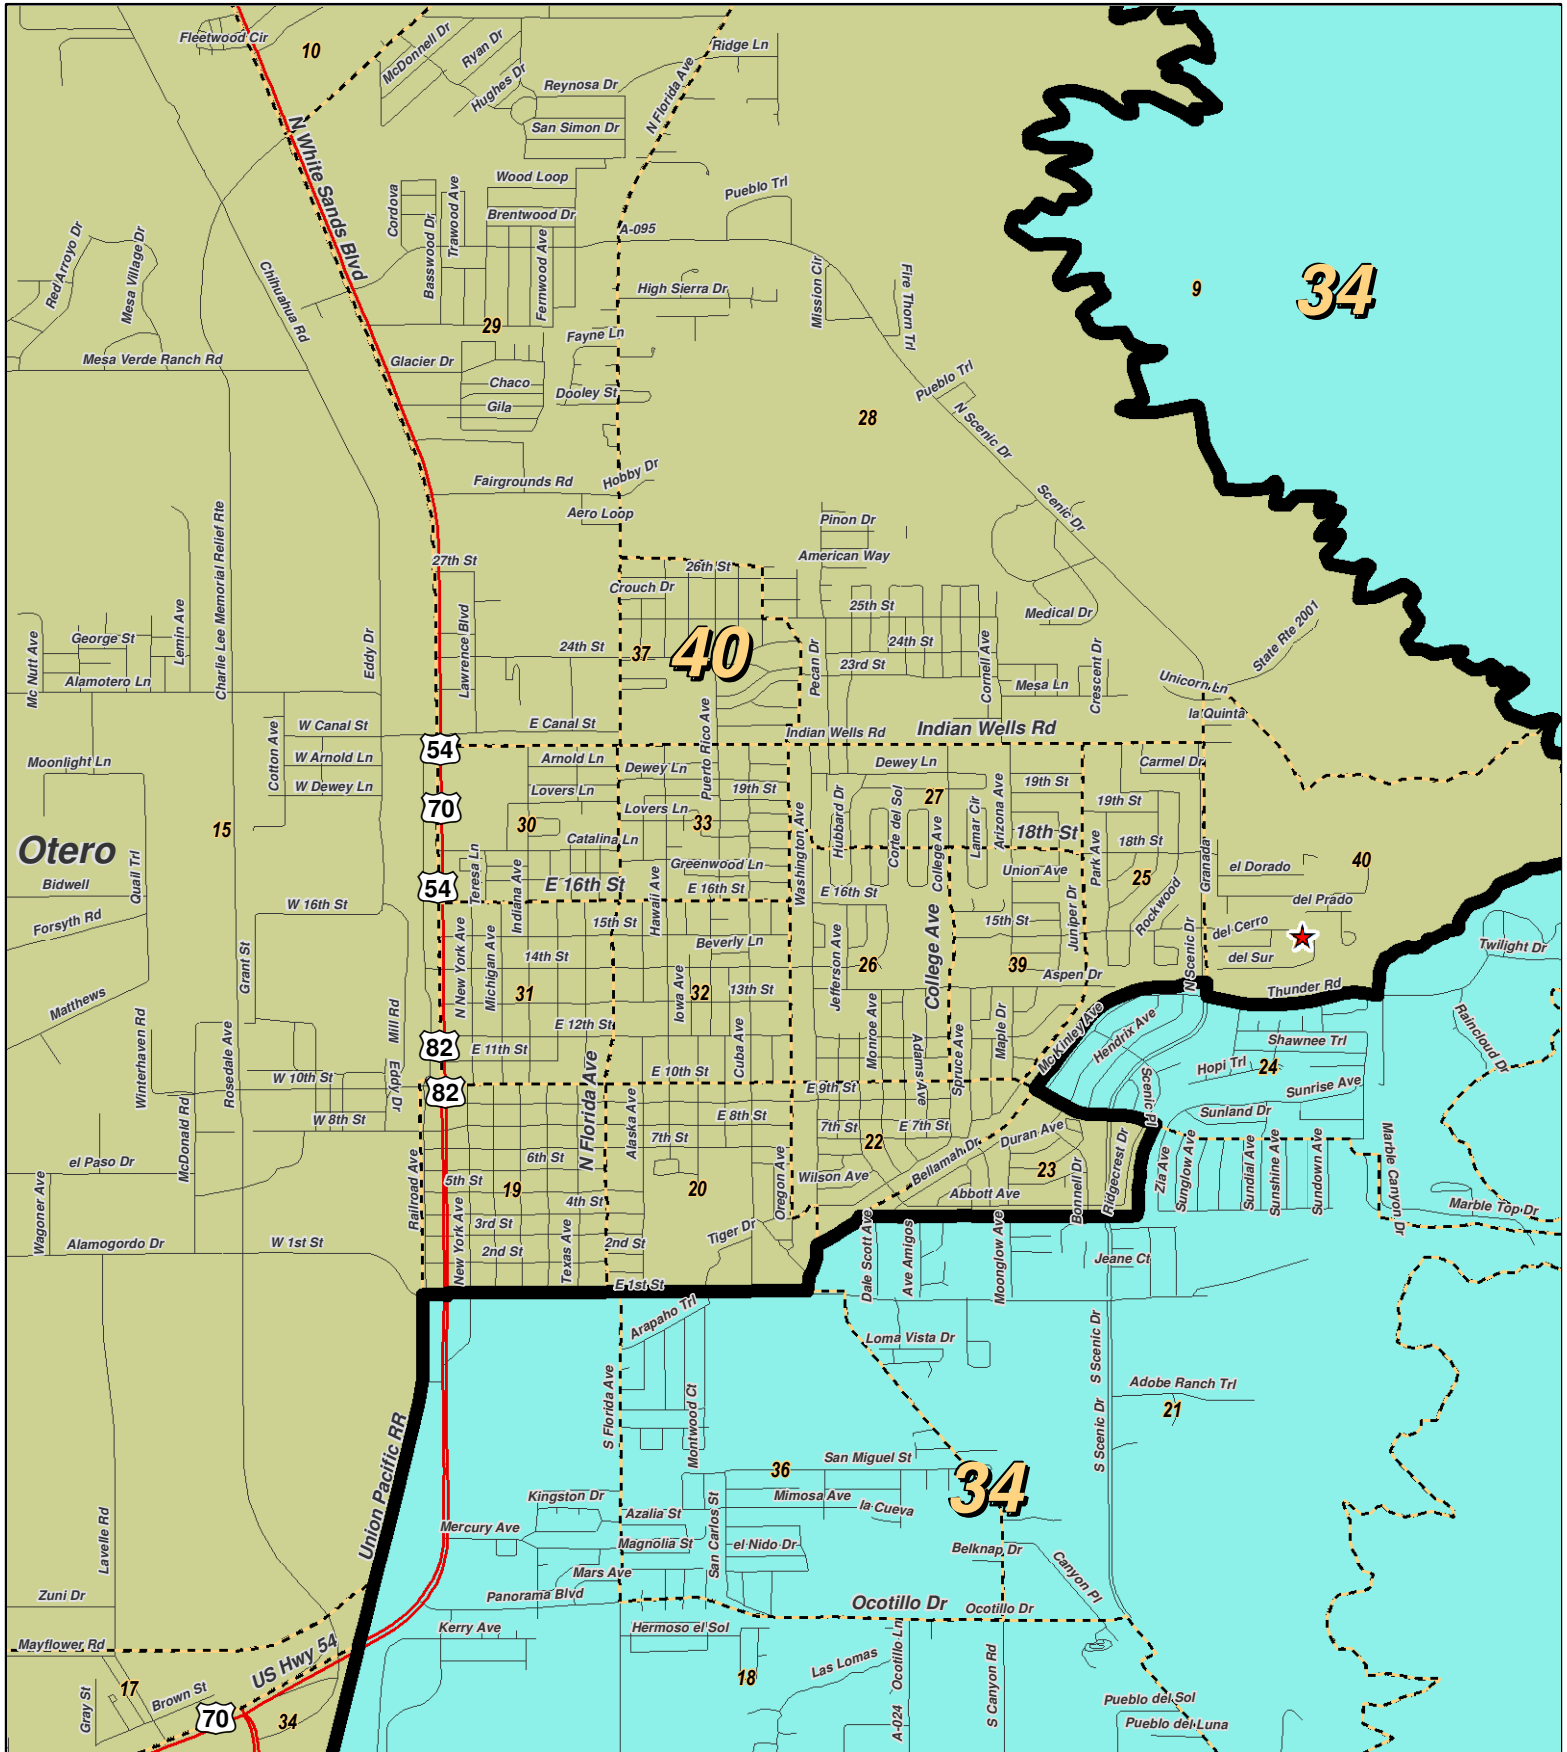 Fleetwood Cir
10
McDonnell Dr
Ryan Dr
Hughes Dr
Ridge Ln
Reynosa Dr
N Florida Ave
San Simon Dr
N White Sands Blvd
Wood Loop
Pueblo Trl
Cordova
Basswood Dr
Trawood Ave
Brentwood Dr
Fernwood Ave
A-095
Red Arroyo Dr
Mesa Village Dr
Chihuahua Rd
High Sierra Dr
Mission Cir
Fire Thorn Trl
9
34
29
Fayne Ln
Mesa Verde Ranch Rd
Glacier Dr
Chaco
Gila
Dooley St
Pueblo Trl
N Scenic Dr
28
Fairgrounds Rd
Hobby Dr
Aero Loop
Scenic Dr
Pinon Dr
American Way
Charlie Lee Memorial Relief Rte
27th St
26th St
Crouch Dr
25th St
Medical Dr
State Rte 2001
Mc Nutt Ave
George St
Lemin Ave
Eddy Dr
Lawrence Blvd
24th St
37
40
Pecan Dr
24th St
23rd St
Cornell Ave
Mesa Ln
Crescent Dr
Unicorn Ln
la Quinta
Alamotero Ln
Cotton Ave
W Canal St
E Canal St
Puerto Rico Ave
Indian Wells Rd
Indian Wells Rd
54
W Arnold Ln
Arnold Ln
Dewey Ln
Dewey Ln
Carmel Dr
Moonlight Ln
W Dewey Ln
Lovers Ln
19th St
19th St
19th St
70
Lovers Ln
Hubbard Dr
Corte del Sol
27
College Ave
Lamar Cir
Arizona Ave
15
30
33
Washington Ave
18th St
18th St
Park Ave
Otero
Catalina Ln
Greenwood Ln
Union Ave
25
Granada
el Dorado
40
Bidwell
Quail Trl
54
Teresa Ln
Indiana Ave
E 16th St
Hawaii Ave
E 16th St
E 16th St
Juniper Dr
Rockwood
del Prado
Forsyth Rd
W 16th St
15th St
15th St
del Cerro
Grant St
New York Ave
Michigan Ave
14th St
Beverly Ln
Jefferson Ave
26
College Ave
39
Aspen Dr
N Scenic Dr
del Sur
Twilight Dr
Matthews
31
Iowa Ave
32
13th St
Thunder Rd
Winterhaven Rd
Mill Rd
82
E 12th St
E 11th St
Cuba Ave
Monroe Ave
Adams Ave
Spruce Ave
Maple Dr
Mc Kinley Ave
Hendrix Ave
Shawnee Trl
Raincloud Dr
Rosedale Ave
W 10th St
Eddy Dr
82
E 10th St
E 9th St
Hopi Trl
24
Sunrise Ave
McDonald Rd
W 8th St
N Florida Ave
Alaska Ave
E 8th St
7th St
7th St
E 7th St
22
Scenic Pl
Sunland Dr
el Paso Dr
Railroad Ave
6th St
Oregon Ave
Bellamah Dr
Duran Ave
Zia Ave
Sunglow Ave
Sundial Ave
Sunshine Ave
Sundown Ave
Marble Canyon Dr
5th St
19
20
Wilson Ave
23
Bonnell Dr
Ridgecrest Dr
Abbott Ave
Marble Top Dr
Wagoner Ave
4th St
3rd St
Tiger Dr
Alamogordo Dr
W 1st St
New York Ave
2nd St
Texas Ave
2nd St
Dale Scott Ave
Ave Amigos
Moonglow Ave
Jeane Ct
E 1st St
Arapaho Trl
Loma Vista Dr
S Scenic Dr
Adobe Ranch Trl
21
S Florida Ave
Montwood Ct
S Scenic Dr
Union Pacific RR
36
San Miguel St
34
Kingston Dr
Mimosa Ave
la Cueva
Lavelle Rd
Mercury Ave
Azalia St
San Carlos St
Magnolia St
el Nido Dr
Belknap Dr
Canyon Pl
Mars Ave
Zuni Dr
Panorama Blvd
Ocotillo Dr
Ocotillo Dr
Mayflower Rd
US Hwy 54
Kerry Ave
Hermoso el Sol
Ocotillo Ln
Las Lomas
S Canyon Rd
17
Gray St
Brown St
18
70
34
A-024
Pueblo del Sol
Pueblo del Luna